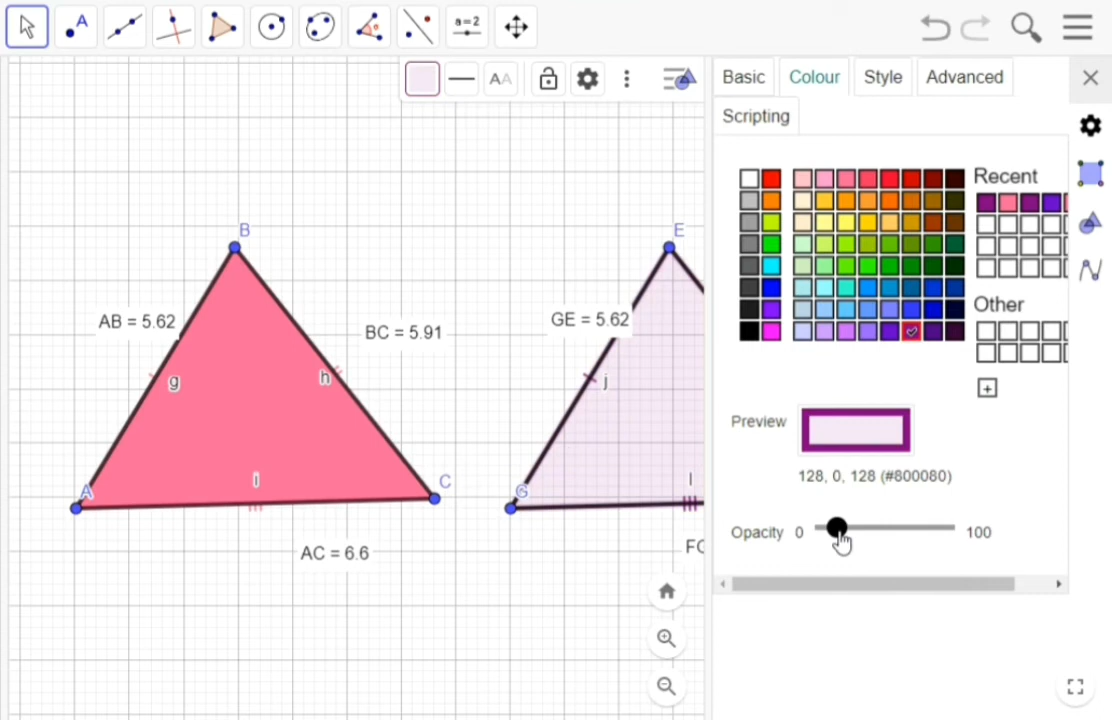 A
a=2
AA
Basic
Colour
Style
Advanced
Scripting
Recent
B
E
AB = 5.62
BC = 5.91
GE = 5.62
g
h
j
Other
Preview
128, 0, 128 (#800080)
A
i
C
G
l
Opacity 0 100
AC = 6.6
FC